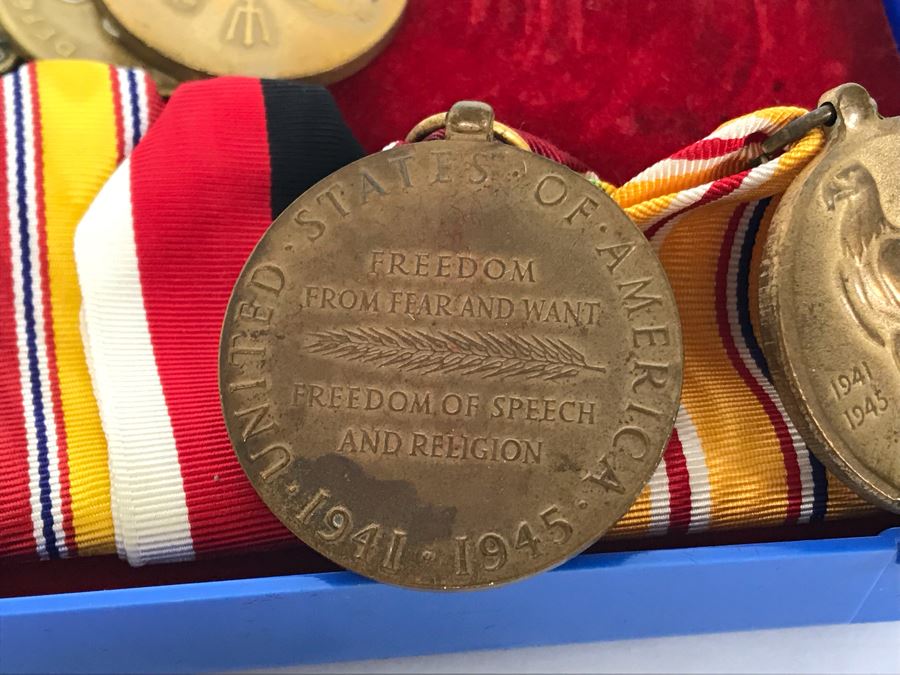 UNITED · STATES · OF · AMERICA
FREEDOM
FROM FEAR AND WANT
FREEDOM OF SPEECH
AND RELIGION
· 1941 · 1945 ·
1941
1945